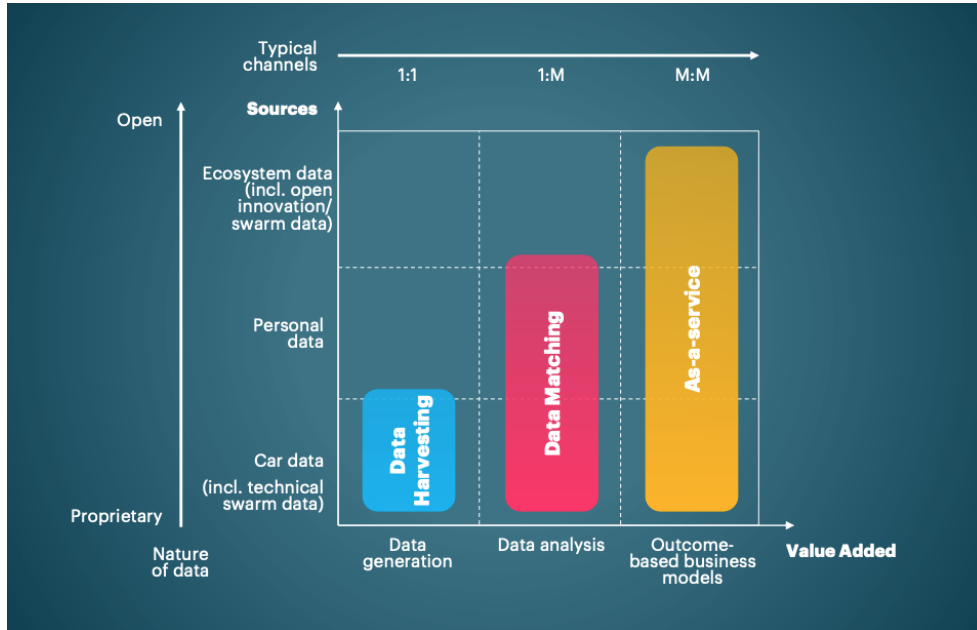 Typical
channels
1:1
1:M
M:M
Sources
Open
Ecosystem data
(incl. open
innovation/
swarm data)
Personal
data
Car data
(incl. technical
swarm data)
Proprietary
Nature
of data
Data
Harvesting
Data Matching
As-a-service
Data
generation
Data analysis
Outcome-
based business
models
Value Added